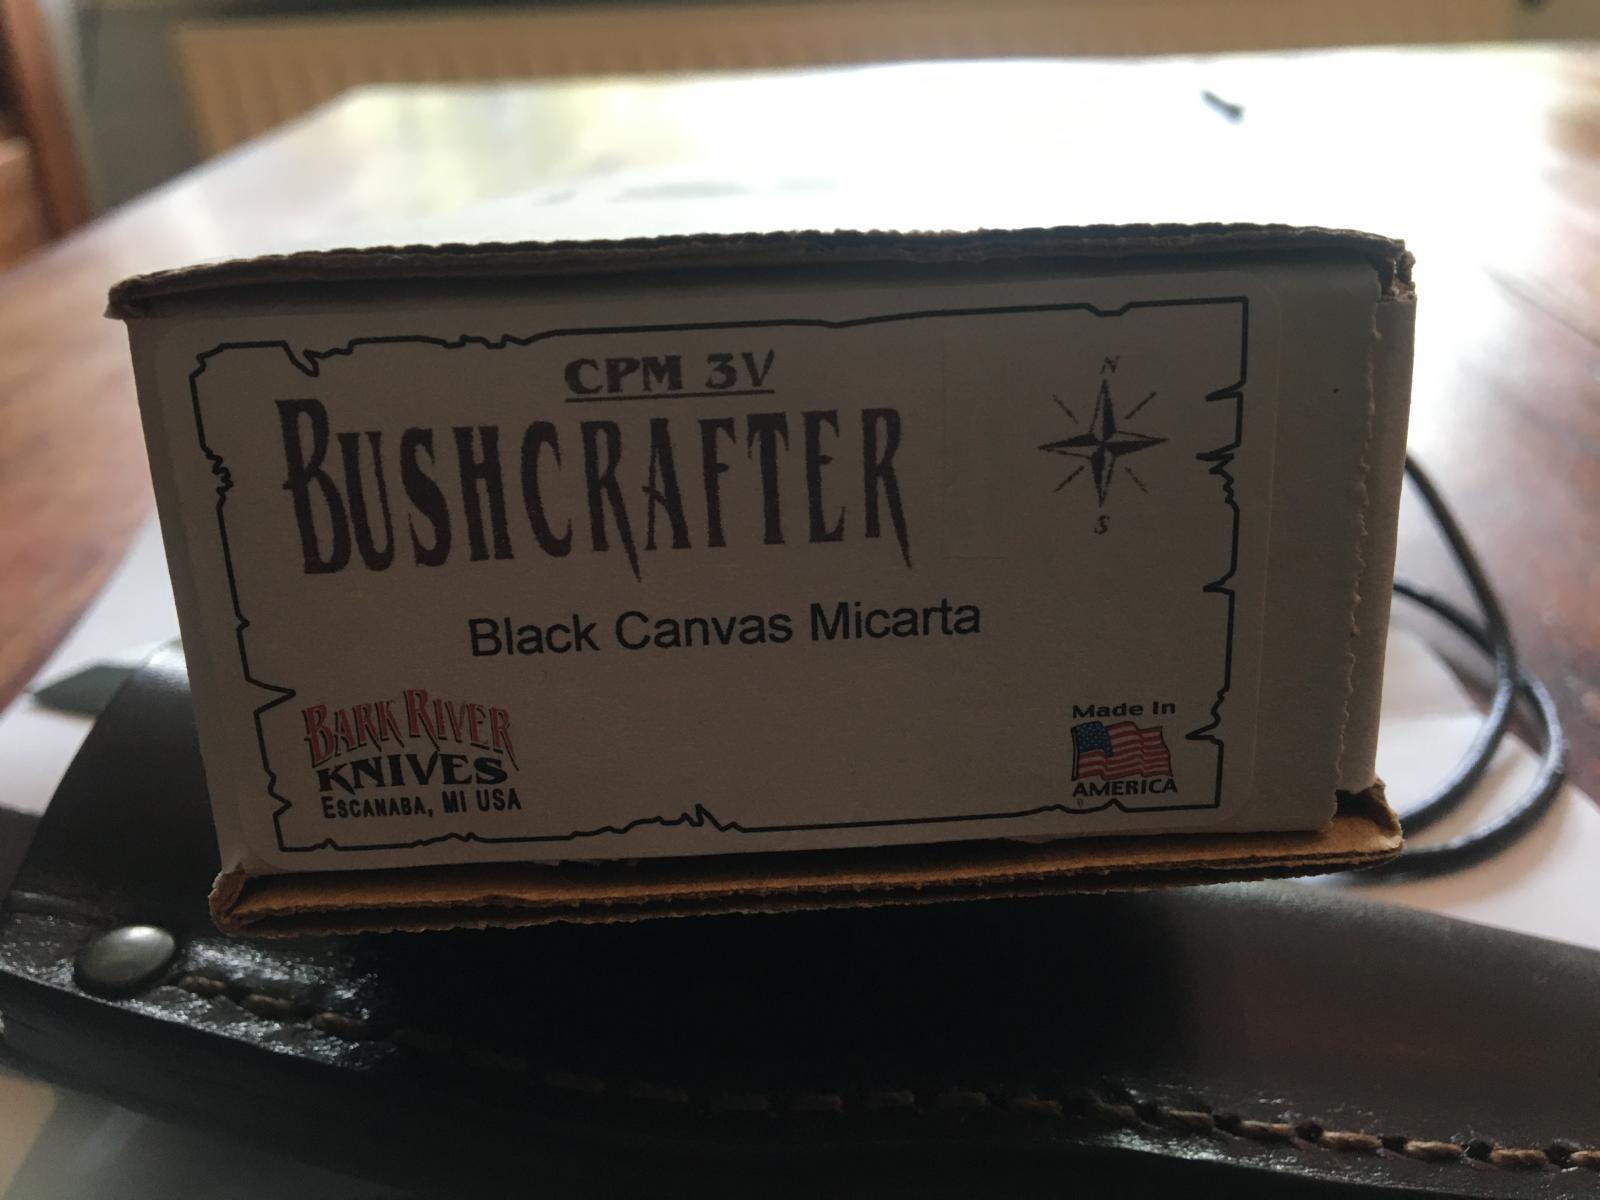 CPM 3V
BUSHCRAFTER
N
S
Black Canvas Micarta
BARK RIVER
KNIVES
ESCANABA, MI USA
Made In
AMERICA